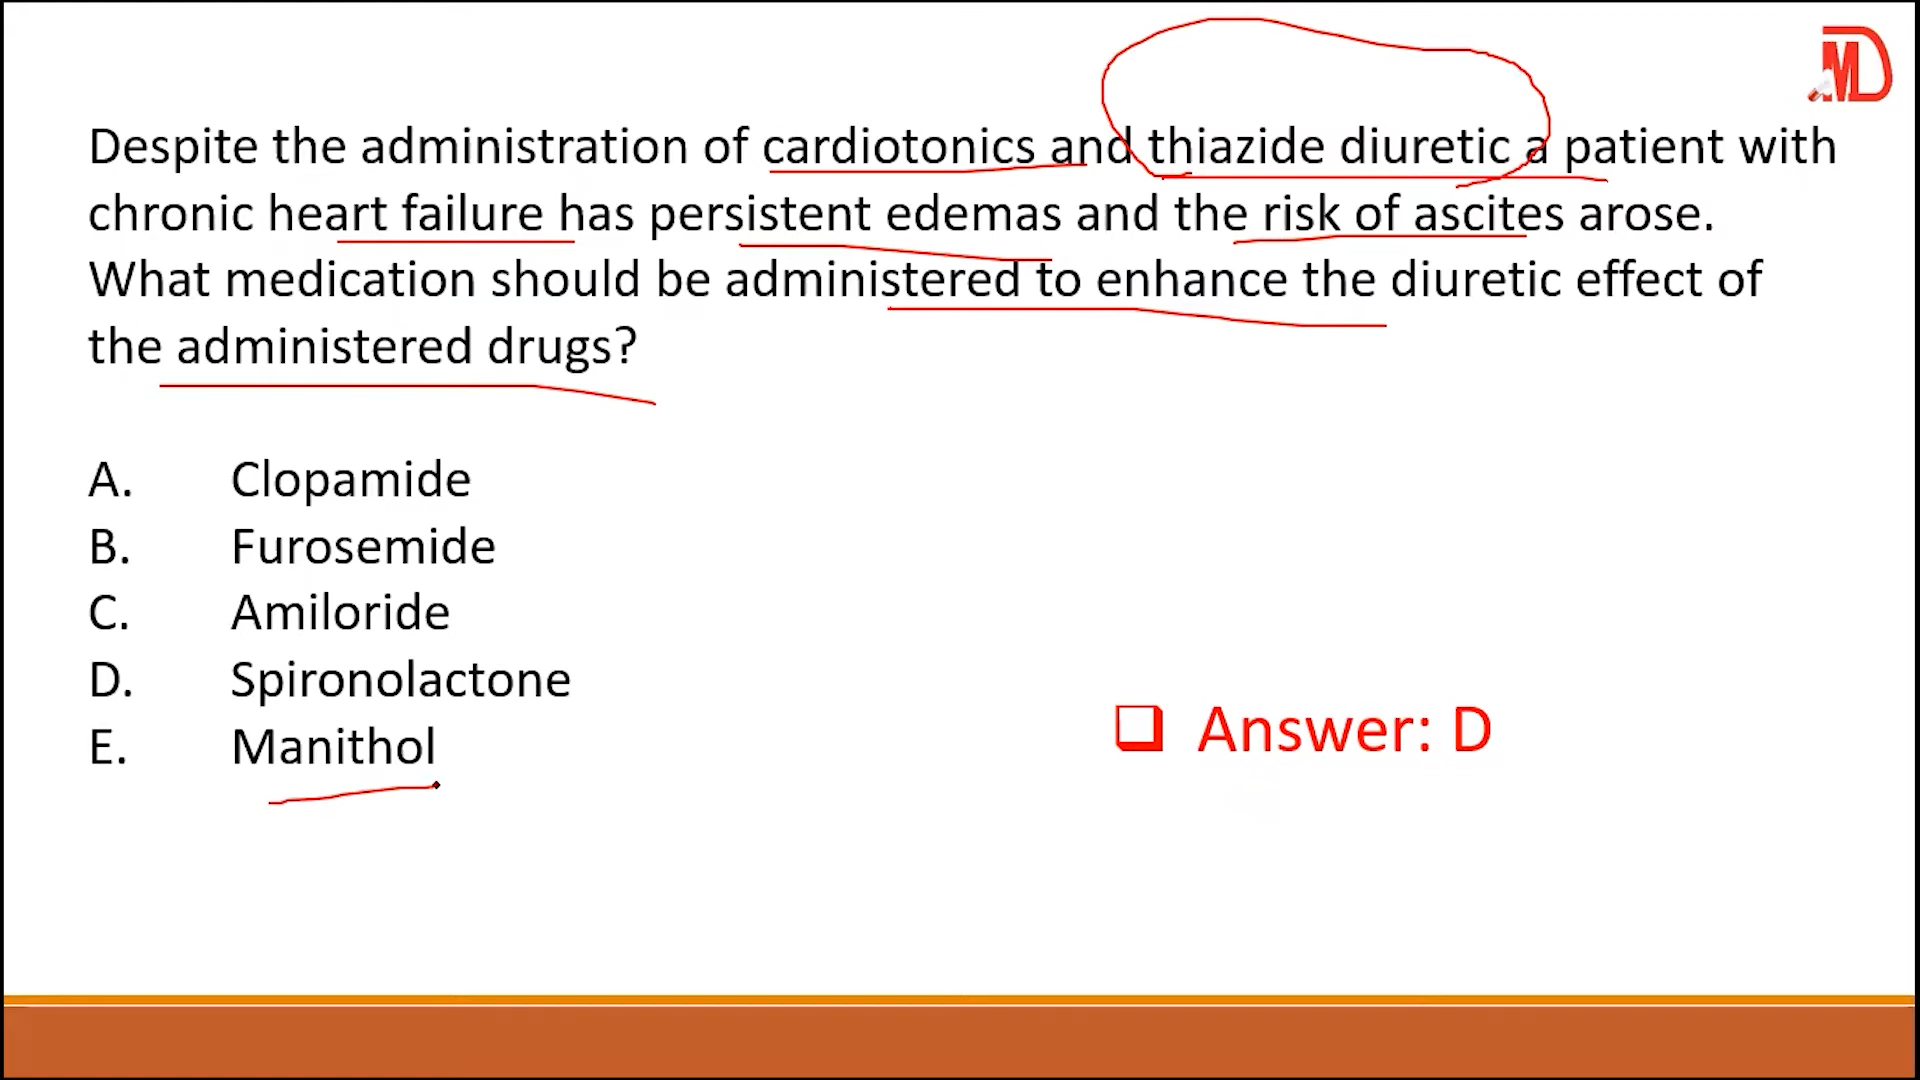 MD
Despite the administration of cardiotonics and thiazide diuretic a patient with
chronic heart failure has persistent edemas and the risk of ascites arose.
What medication should be administered to enhance the diuretic effect of
the administered drugs?
A. Clopamide
B. Furosemide
C. Amiloride
D. Spironolactone
E. Manithol
Answer: D